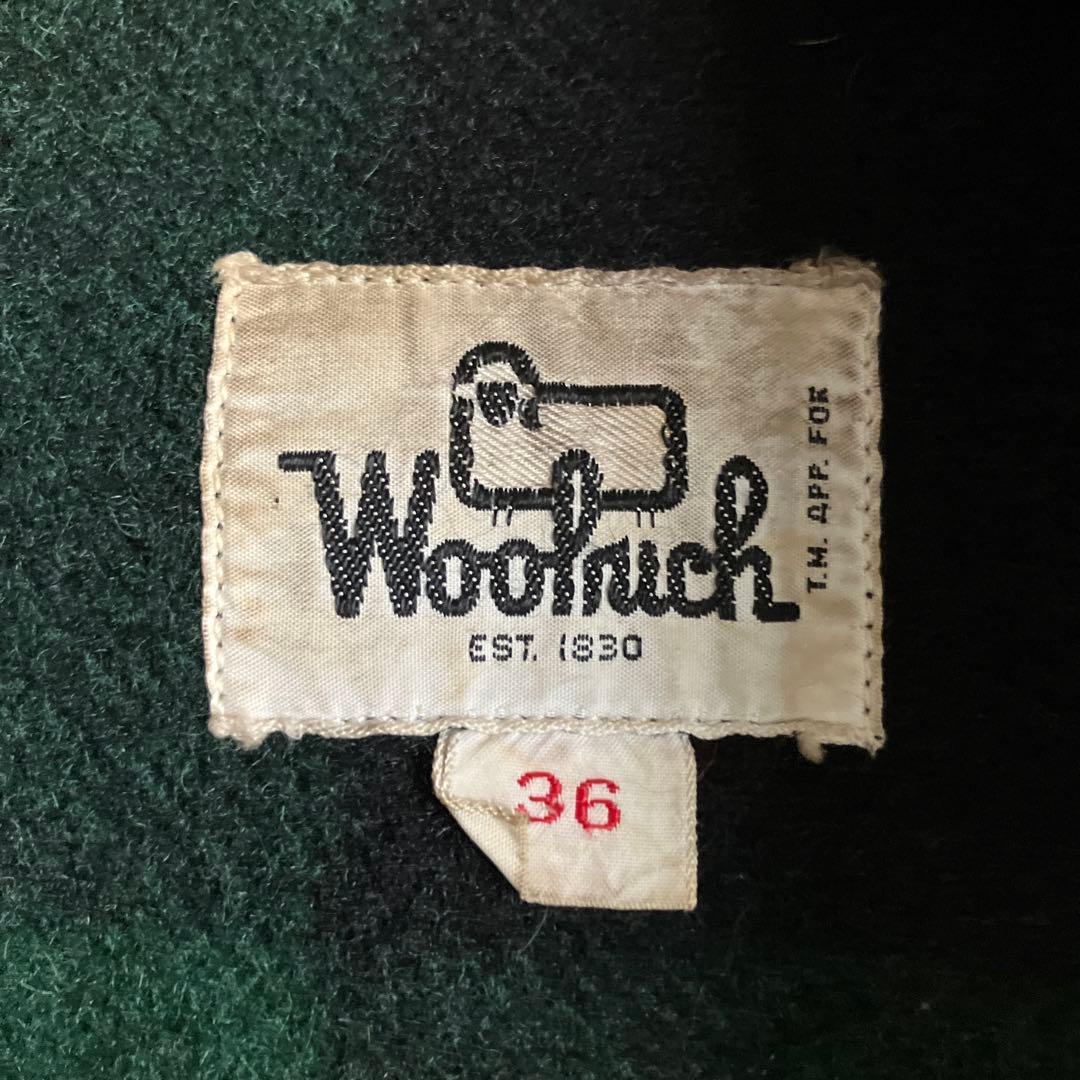 Woolrich
EST. 1830
T.M. APP. FOR
36